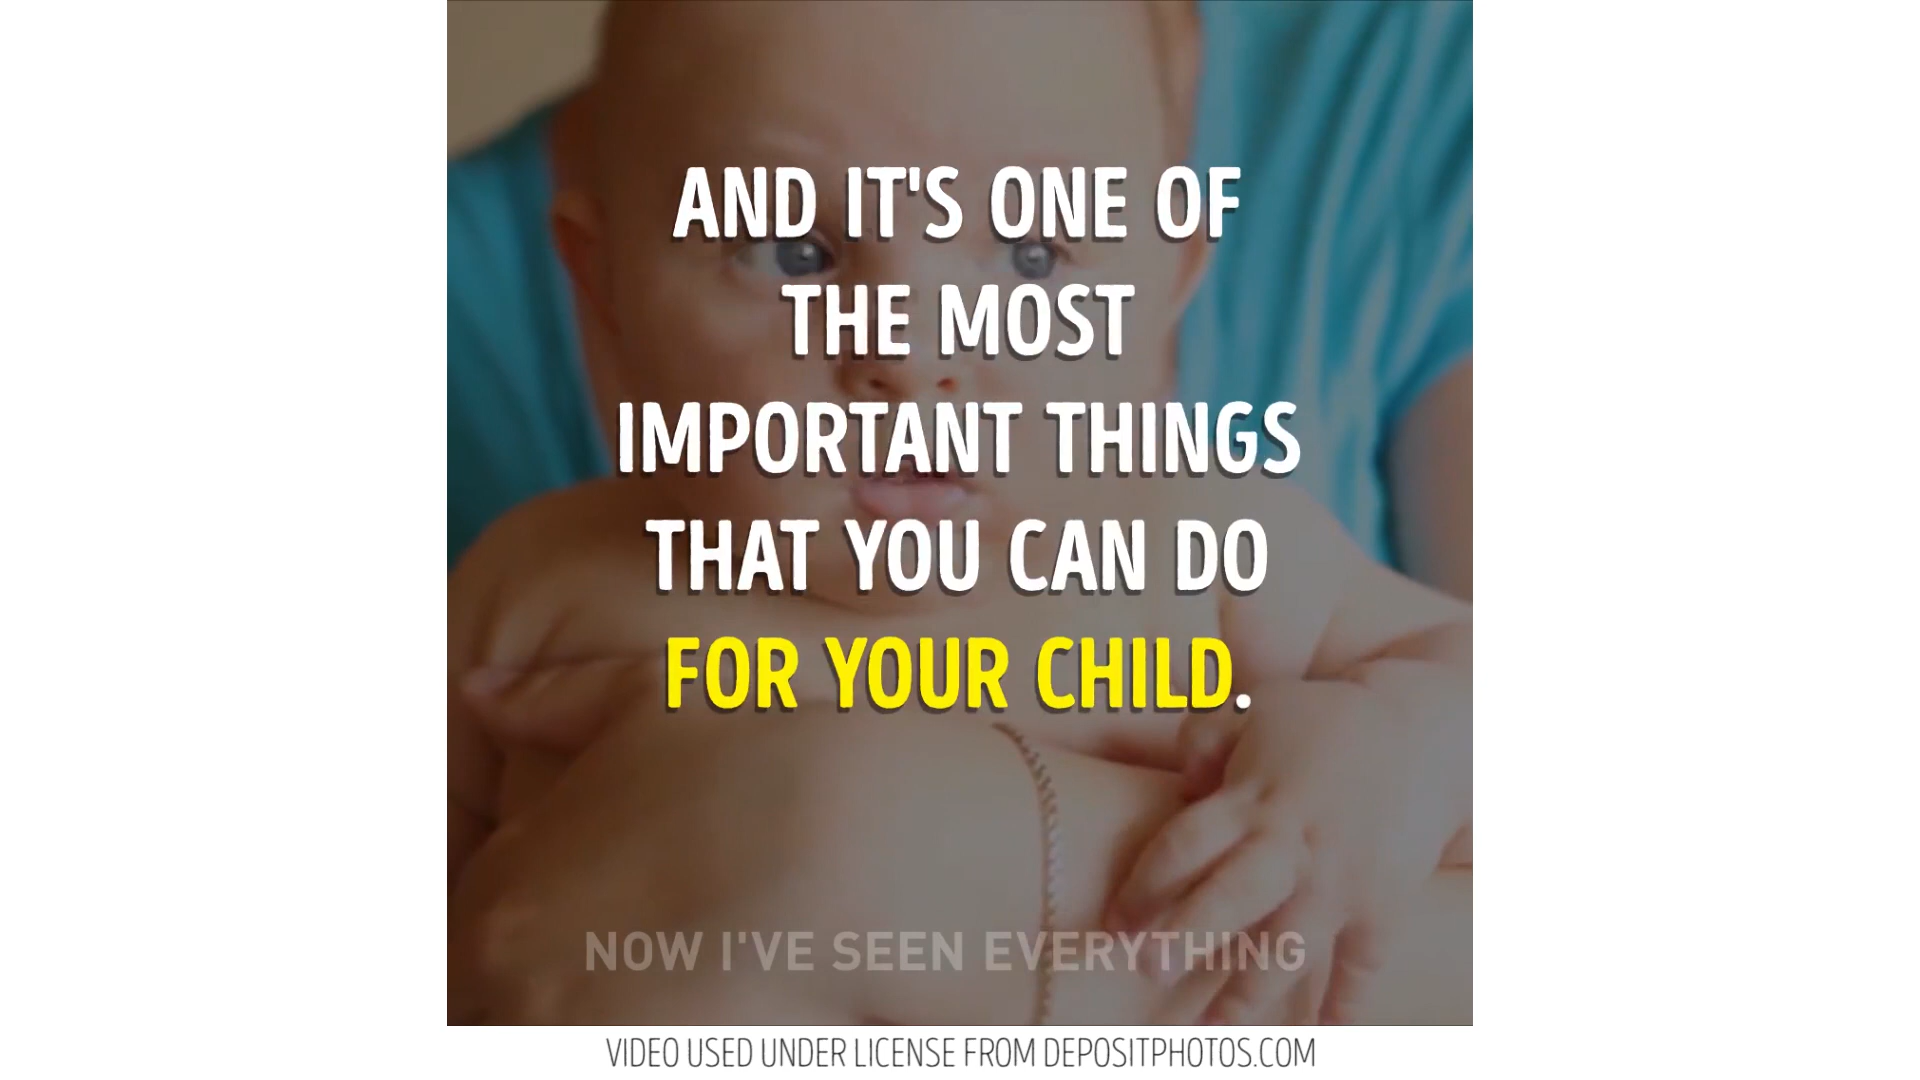 AND IT'S ONE OF
THE MOST
IMPORTANT THINGS
THAT YOU CAN DO
FOR YOUR CHILD.
NOW I'VE SEEN EVERYTHING
VIDEO USED UNDER LICENSE FROM DEPOSITPHOTOS.COM